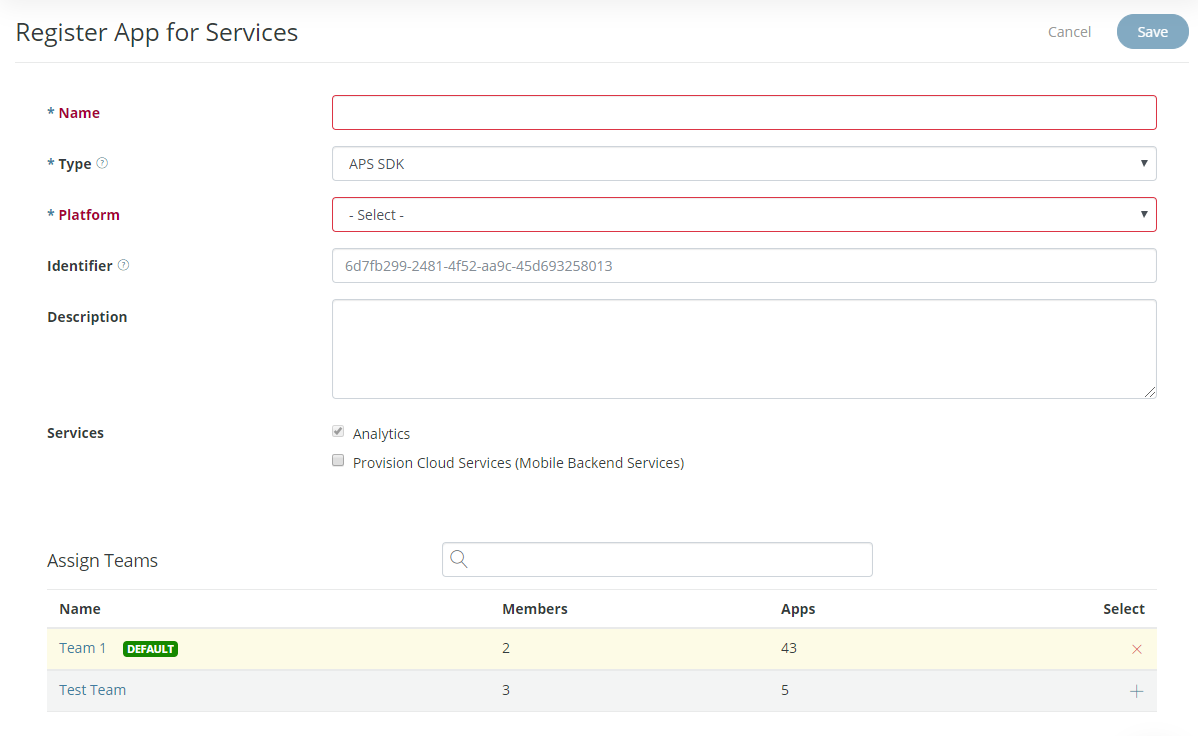 Register App for Services
Cancel
Save
* Name
* Type ?
APS SDK
* Platform
- Select -
Identifier ?
6d7fb299-2481-4f52-aa9c-45d693258013
Description
Services
Analytics
Provision Cloud Services (Mobile Backend Services)
Assign Teams
Name Members Apps Select
Team 1 DEFAULT 2 43
Test Team 3 5